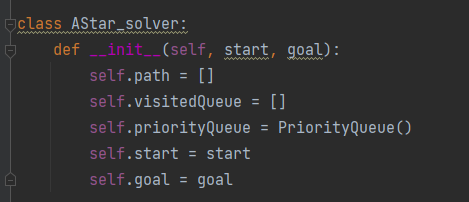 class AStar_solver:
    def __init__(self, start, goal):
        self.path = []
        self.visitedQueue = []
        self.priorityQueue = PriorityQueue()
        self.start = start
        self.goal = goal